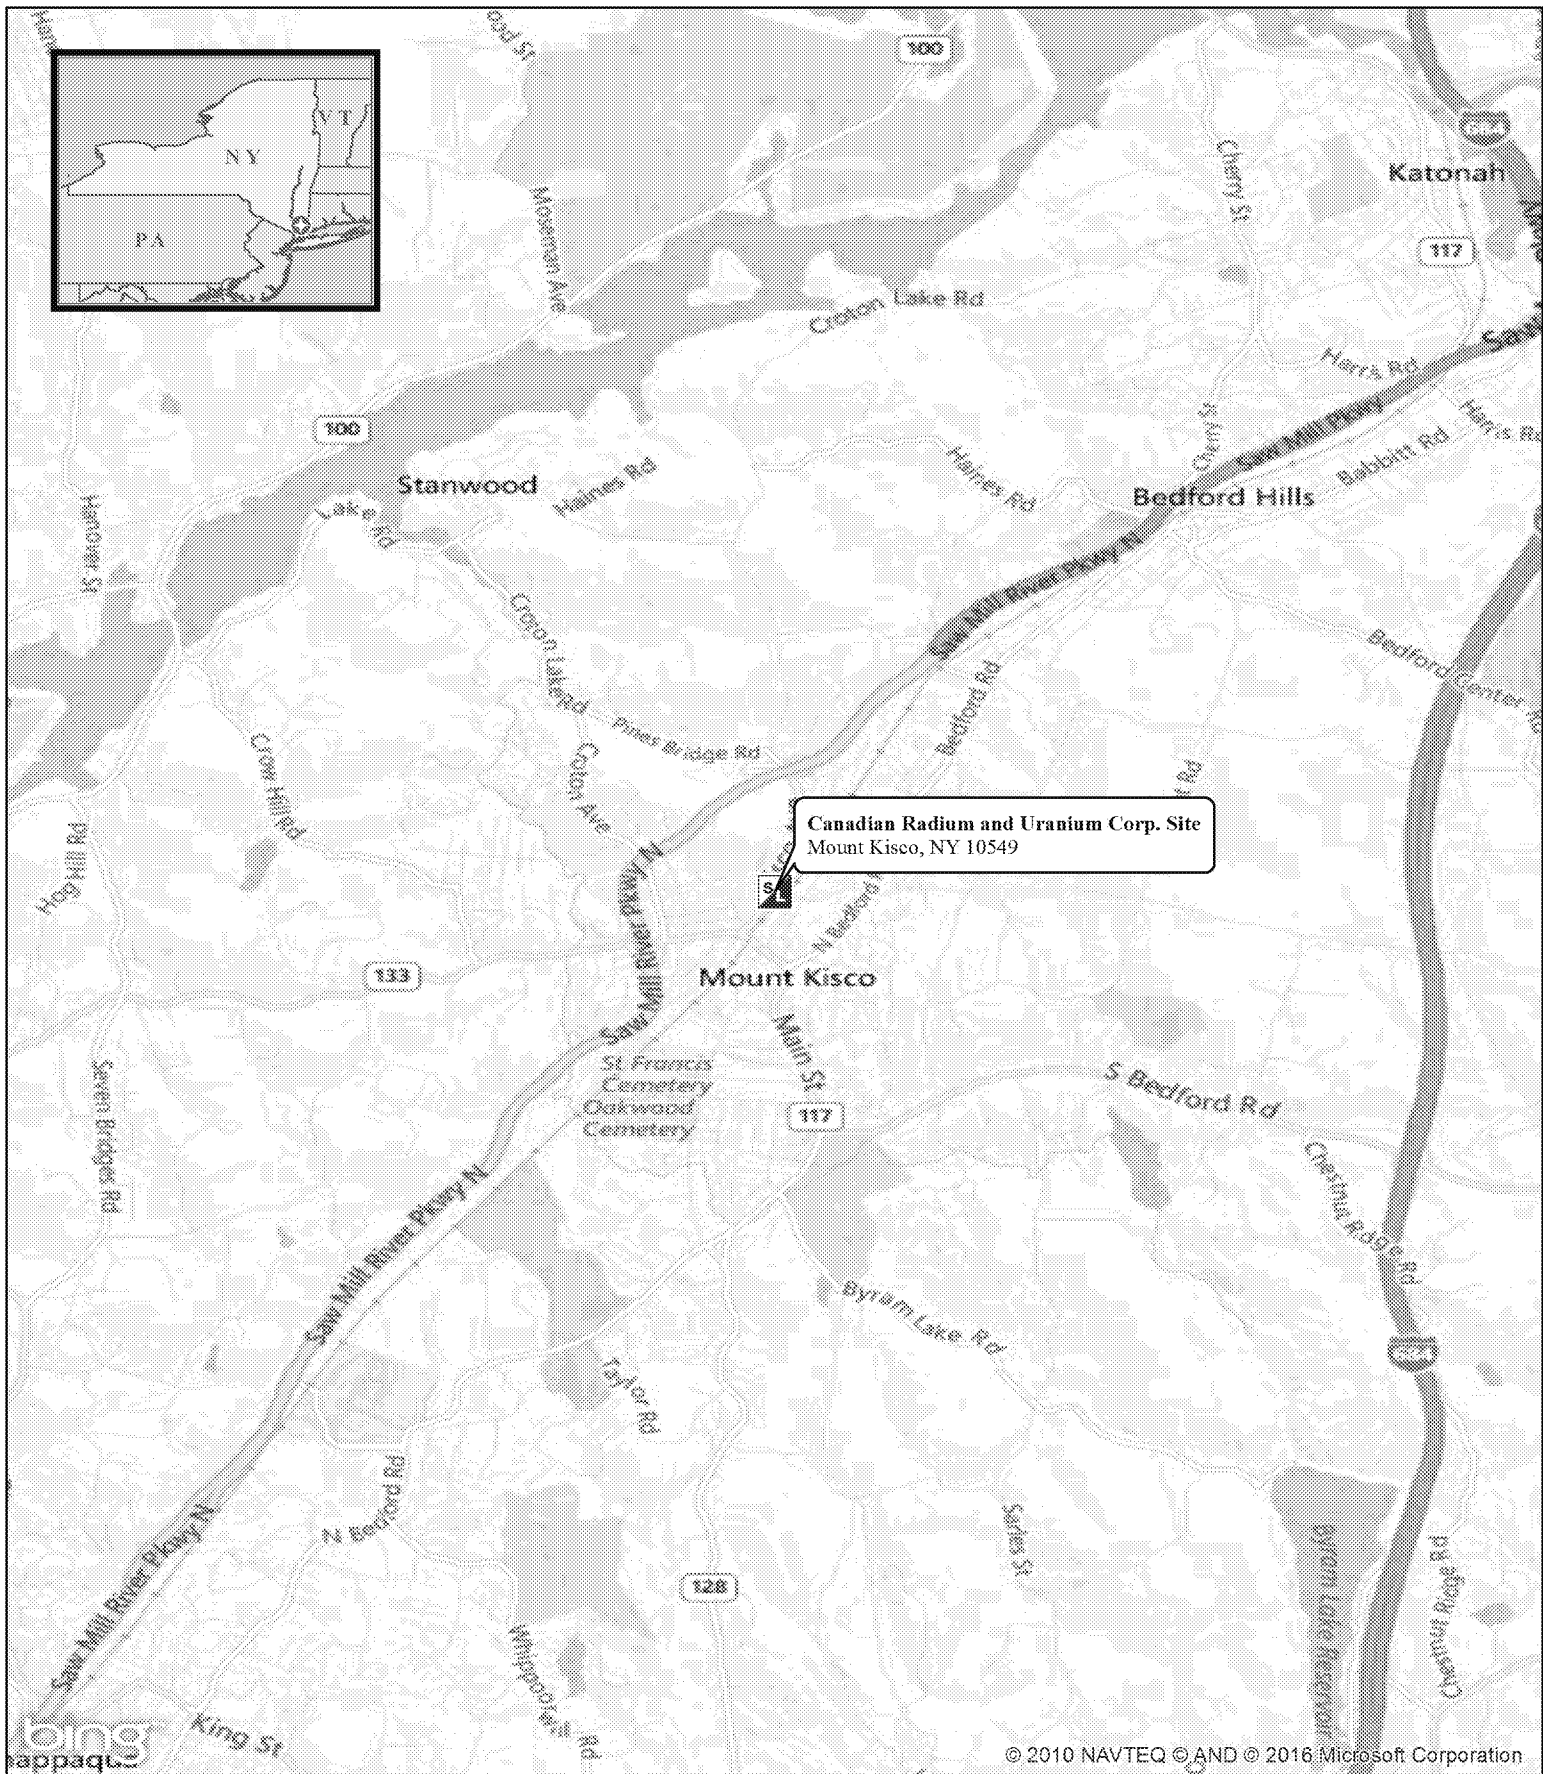 100
VT
NY
PA
Katonah
Cherry St
117
Moseman Ave
Croton Lake Rd
Harris Rd
Harris Rd
Cherry St
Saw Mill Pkwy
Babbitt Rd
100
Stanwood
Haines Rd
Haines Rd
Bedford Hills
Lake Rd
Hanover St
Saw Mill River Pkwy N
Croton Lake Rd
Bedford Center Rd
Bedford Rd
Pines Bridge Rd
Crow Hill Rd
Croton Ave
Canadian Radium and Uranium Corp. Site
Mount Kisco, NY 10549
Hog Hill Rd
S
L
N Bedford
133
Mount Kisco
Saw Mill River Pkwy N
Main St
St Francis
Cemetery
Oakwood
Cemetery
117
S Bedford Rd
Seven Bridges Rd
Chestnut Ridge Rd
Saw Mill River Pkwy N
Byram Lake Rd
Taylor Rd
N Bedford Rd
Saries St
Byram Lake Reservoir
Chestnut Ridge Rd
128
Saw Mill River Pkwy N
Whippoorwill Rd
King St
bing
happaqu
© 2010 NAVTEQ © AND © 2016 Microsoft Corporation